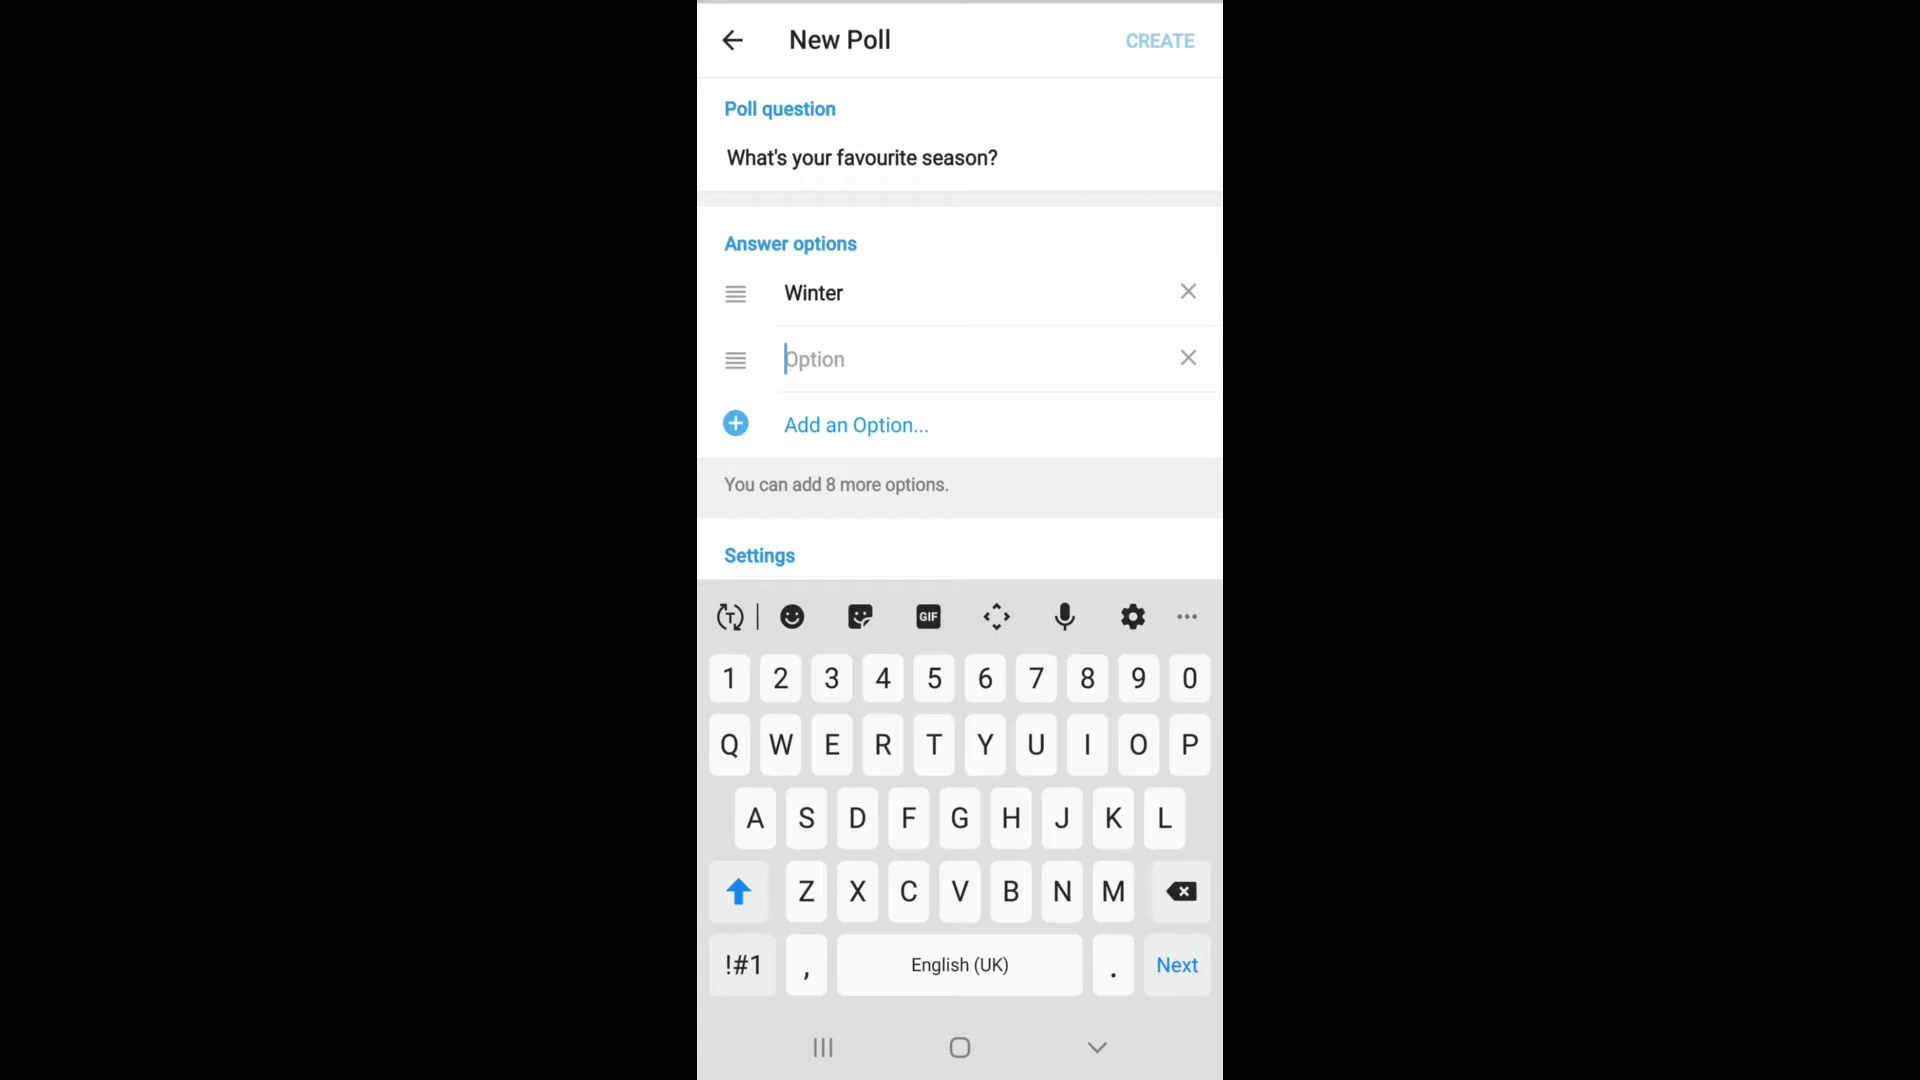 New Poll
CREATE
Poll question
What's your favourite season?
Answer options
Winter
Option
Add an Option...
You can add 8 more options.
Settings
T
GIF
1 2 3 4 5 6 7 8 9 0
Q W E R T Y U I O P
A S D F G H J K L
Z X C V B N M
!#1 , English (UK) . Next